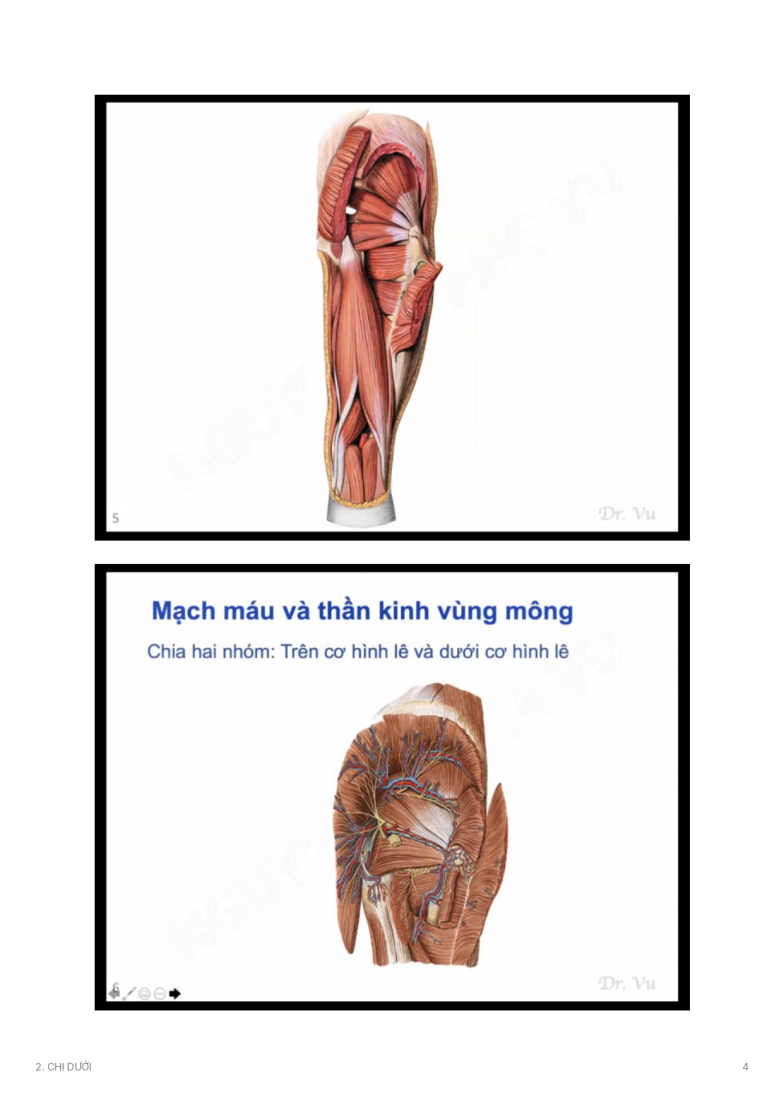 5
Dr. Vu
Mạch máu và thần kinh vùng mông
Chia hai nhóm: Trên cơ hình lê và dưới cơ hình lê
6
Dr. Vu
2. CHI DƯỚI
4